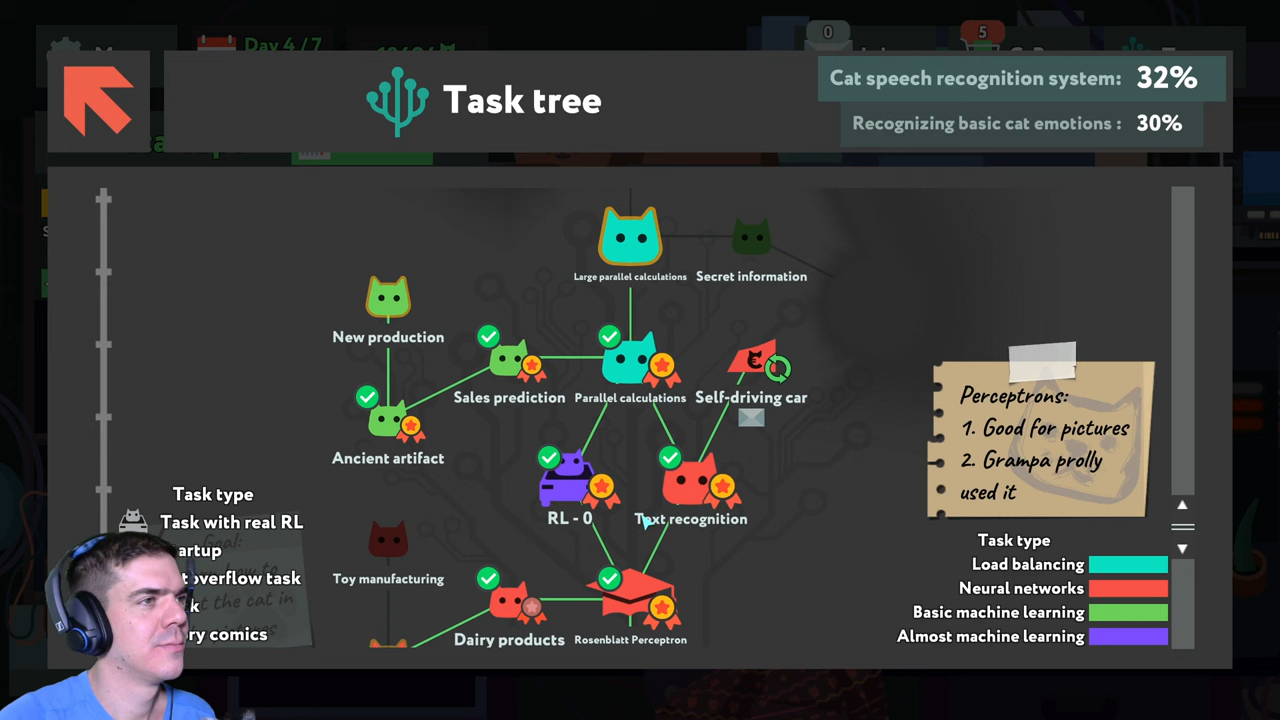 Day 4 / 7
0
5
Task tree
Cat speech recognition system: 32%
Recognizing basic cat emotions : 30%
Large parallel calculations
Secret information
New production
Sales prediction
Parallel calculations
Self-driving car
Ancient artifact
RL - 0
Text recognition
Toy manufacturing
Dairy products
Rosenblatt Perceptron
Perceptrons:
1. Good for pictures
2. Grampa prolly
used it
Task type
Task with real RL
artup
t overflow task
k
ry comics
Goal:
Task type
Load balancing
Neural networks
Basic machine learning
Almost machine learning